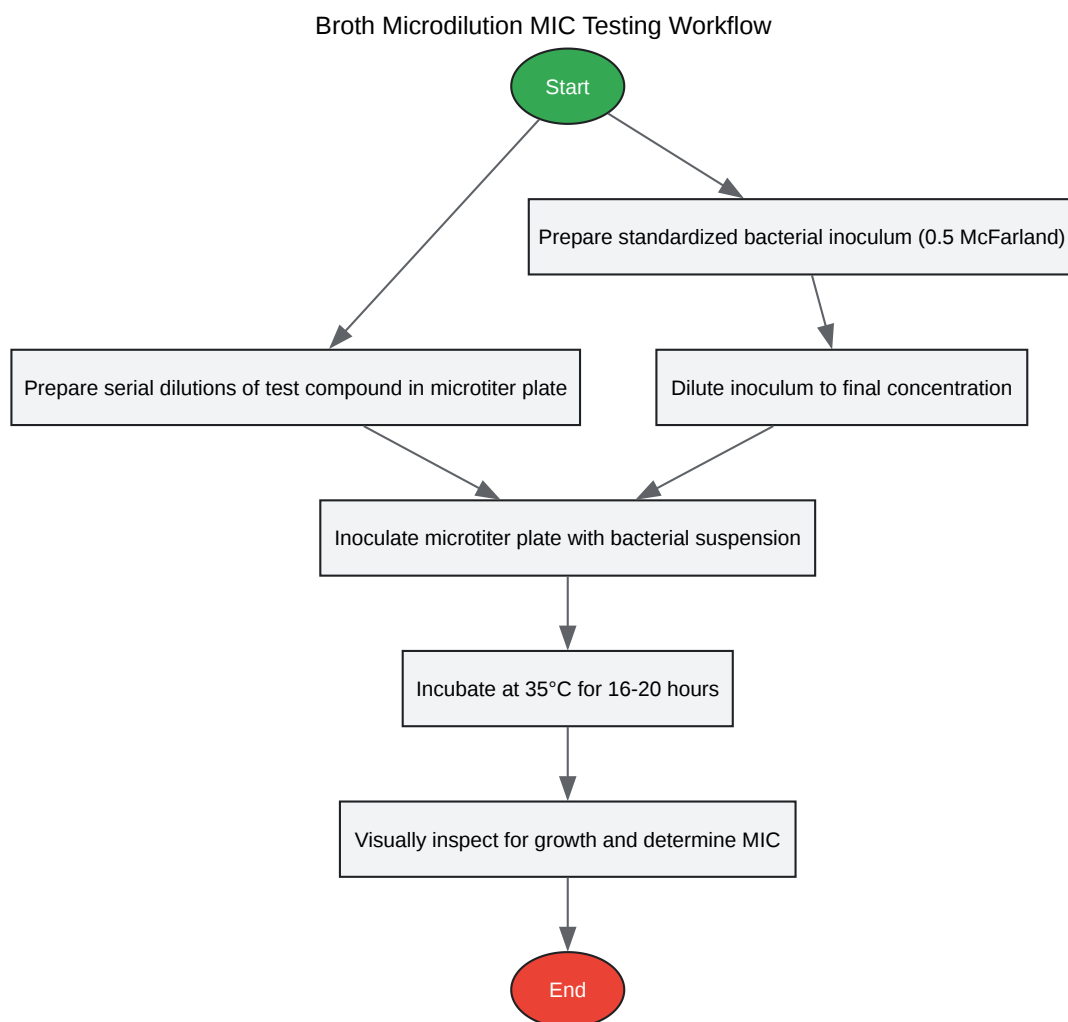 Broth Microdilution MIC Testing Workflow
Start
Prepare standardized bacterial inoculum (0.5 McFarland)
Prepare serial dilutions of test compound in microtiter plate
Dilute inoculum to final concentration
Inoculate microtiter plate with bacterial suspension
Incubate at 35°C for 16-20 hours
Visually inspect for growth and determine MIC
End